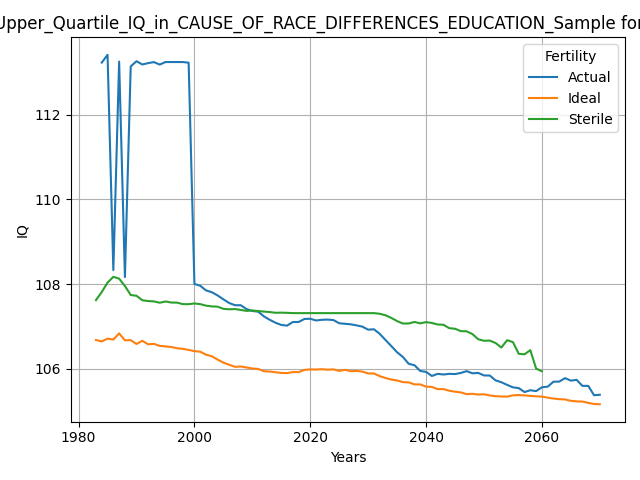 Upper_Quartile_IQ_in_CAUSE_OF_RACE_DIFFERENCES_EDUCATION_Sample for
Fertility
Actual
Ideal
Sterile
112
110
108
106
IQ
1980 2000 2020 2040 2060
Years